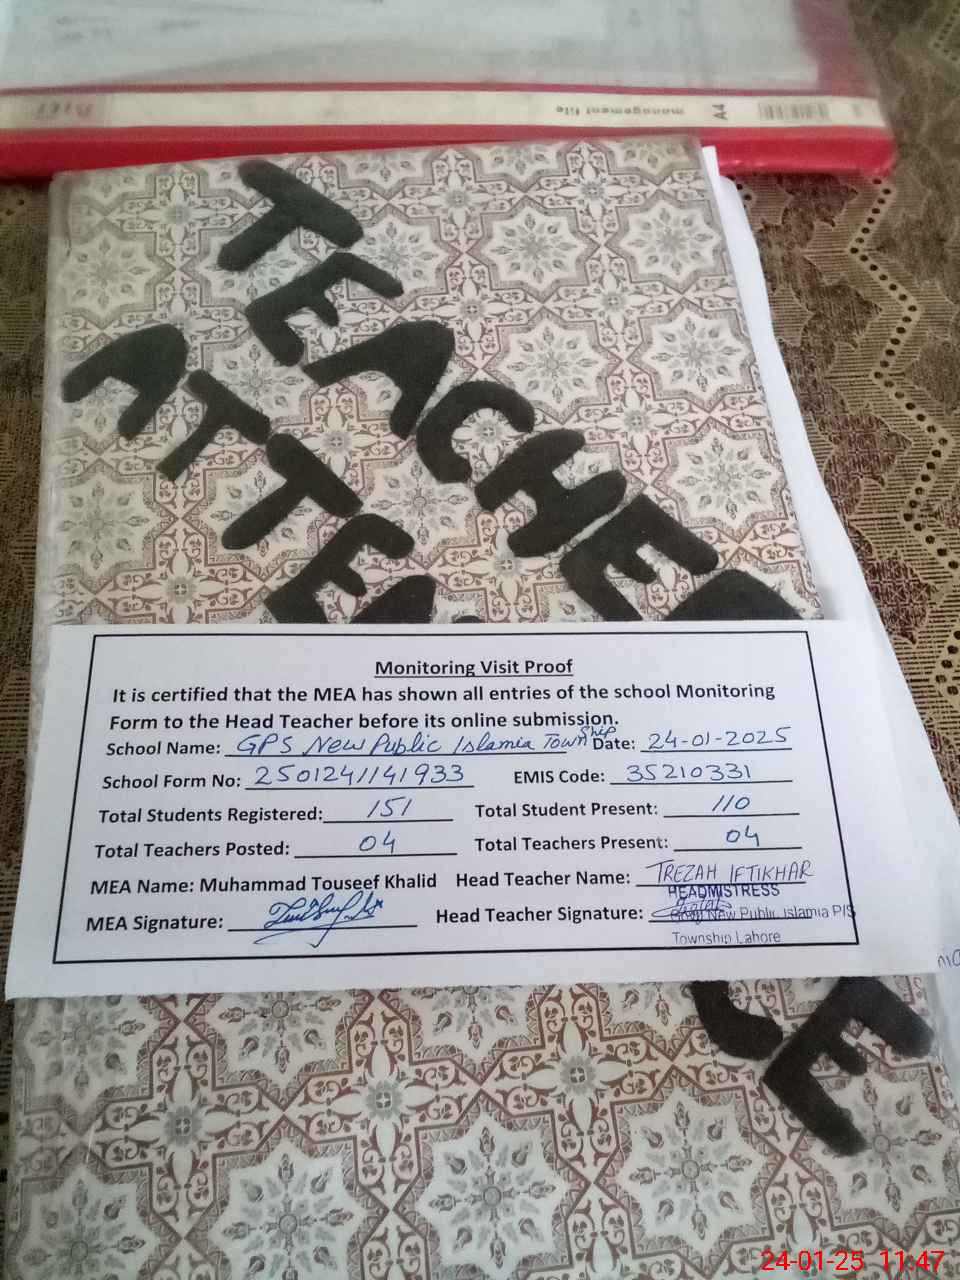 management file
A4
TEACHE
ATTE
CE
Monitoring Visit Proof
It is certified that the MEA has shown all entries of the school Monitoring
Form to the Head Teacher before its online submission.
School Name: GPS New Public Islamia Township Date: 24-01-2025
School Form No: 2501241141933 EMIS Code: 35210331
Total Students Registered: 151 Total Student Present: 110
Total Teachers Posted: 04 Total Teachers Present: 04
MEA Name: Muhammad Touseef Khalid Head Teacher Name: TREZAH IFTIKHAR
HEADMISTRESS
MEA Signature: Head Teacher Signature: New Public Islamia P/S
Township Lahore
24-01-25 11:47